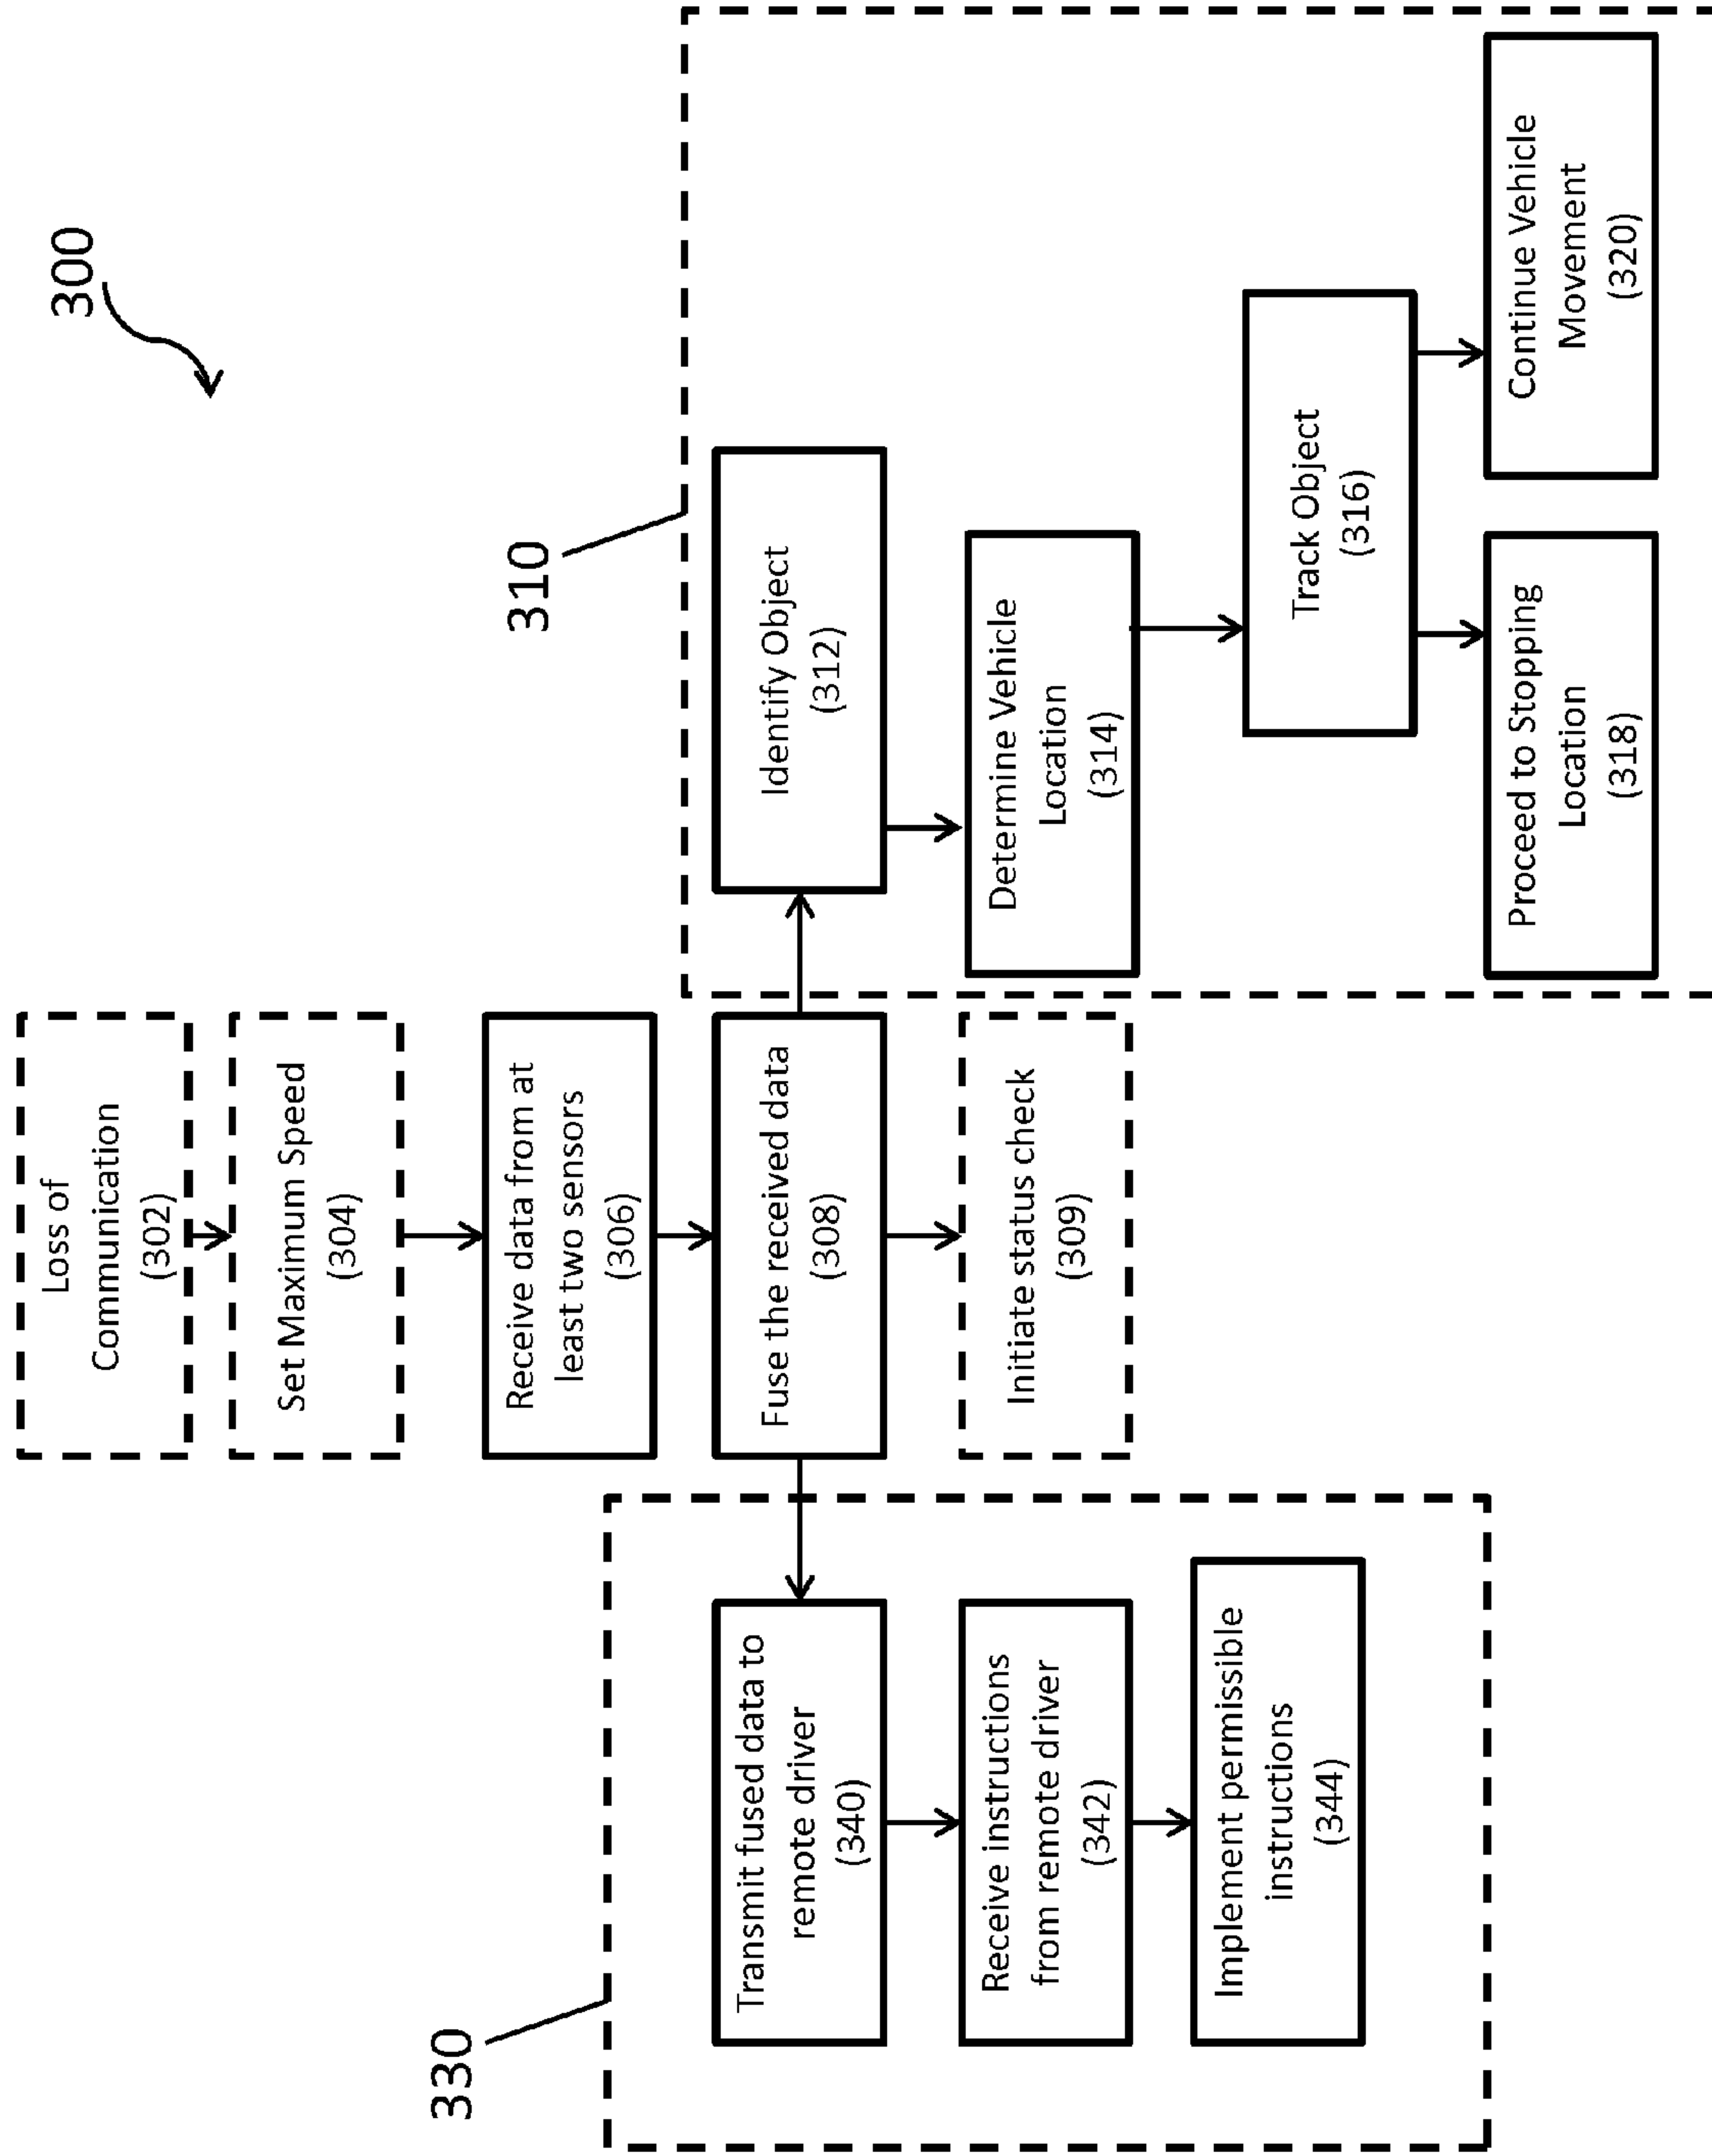 300
Loss of
Communication
(302)
Set Maximum Speed
(304)
Receive data from at
least two sensors
(306)
Fuse the received data
(308)
Initiate status check
(309)
330
Transmit fused data to
remote driver
(340)
Receive instructions
from remote driver
(342)
Implement permissible
instructions
(344)
310
Identify Object
(312)
Determine Vehicle
Location
(314)
Track Object
(316)
Proceed to Stopping
Location
(318)
Continue Vehicle
Movement
(320)